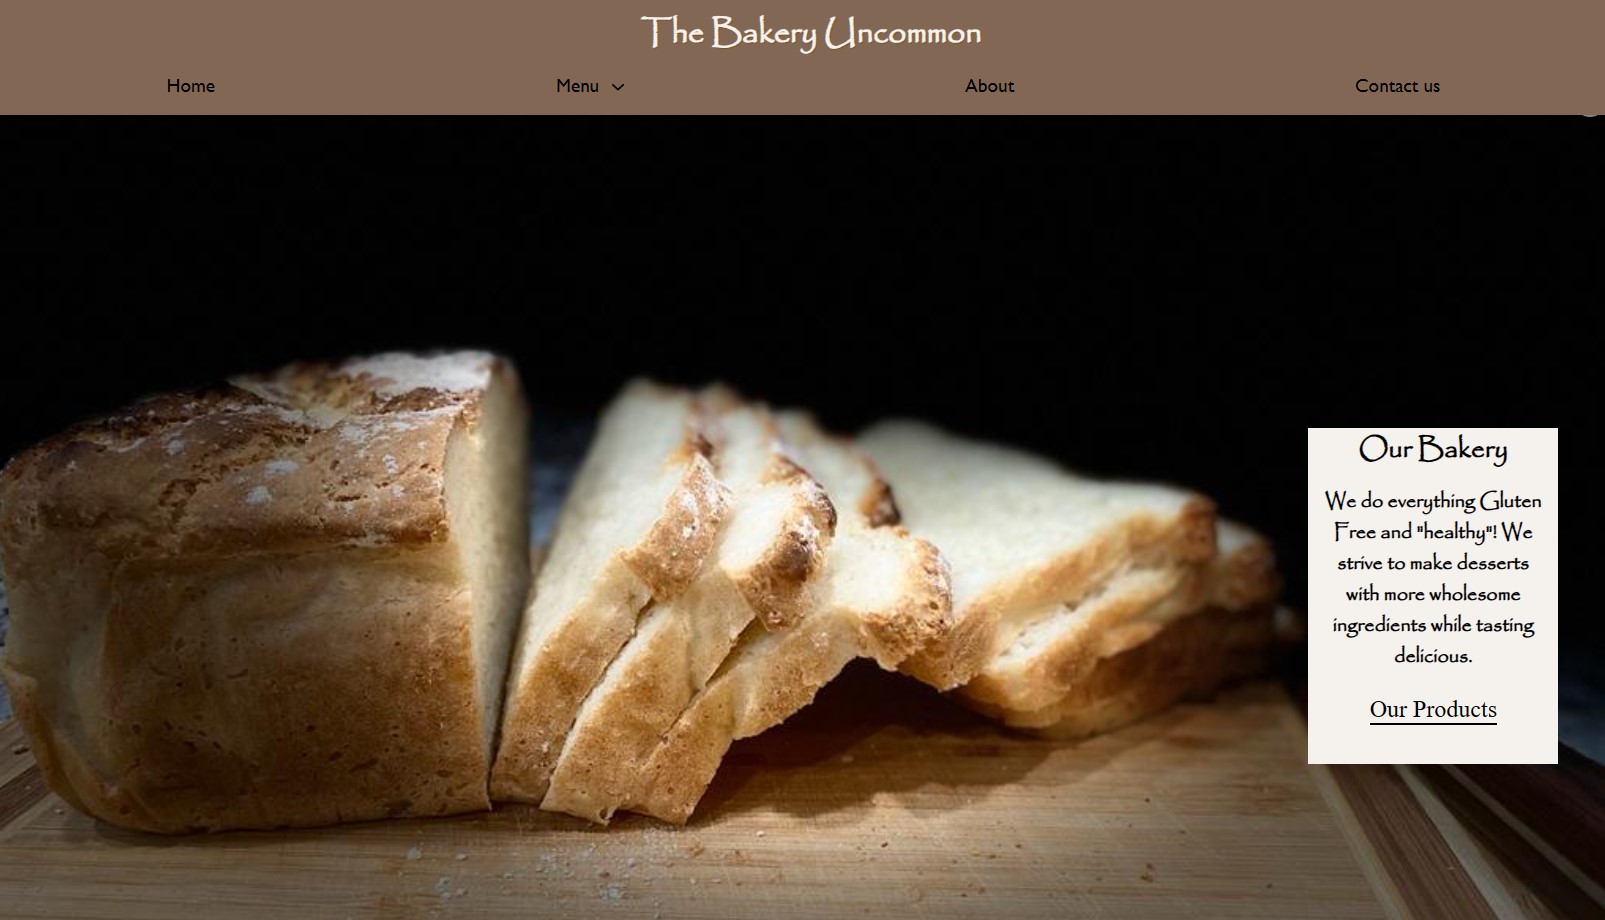 The Bakery Uncommon
Home
Menu
About
Contact us
Our Bakery
We do everything Gluten
Free and "healthy"! We
strive to make desserts
with more wholesome
ingredients while tasting
delicious.
Our Products